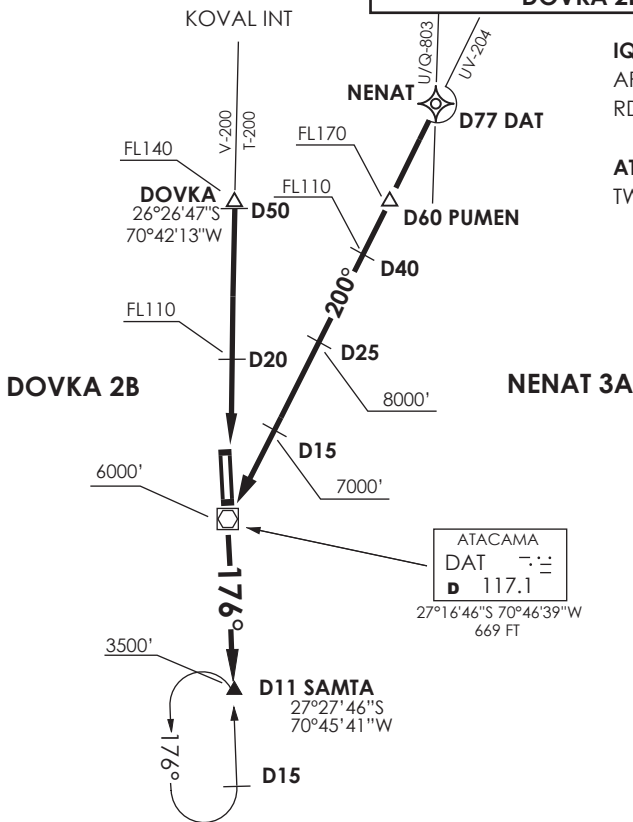 DOVKA 2B
KOVAL INT
U/Q-803
UV-204
NENAT
D77 DAT
V-200
T-200
FL170
FL140
FL110
DOVKA
D50
26°26'47"S
70°42'13"W
D60 PUMEN
D40
200°
FL110
D20
D25
DOVKA 2B
NENAT 3A
8000'
D15
6000'
7000'
ATACAMA
DAT
D 117.1
27°16'46"S 70°46'39"W
669 FT
176°
3500'
D11 SAMTA
27°27'46"S
70°45'41"W
176°
D15
IQ
AT
TW